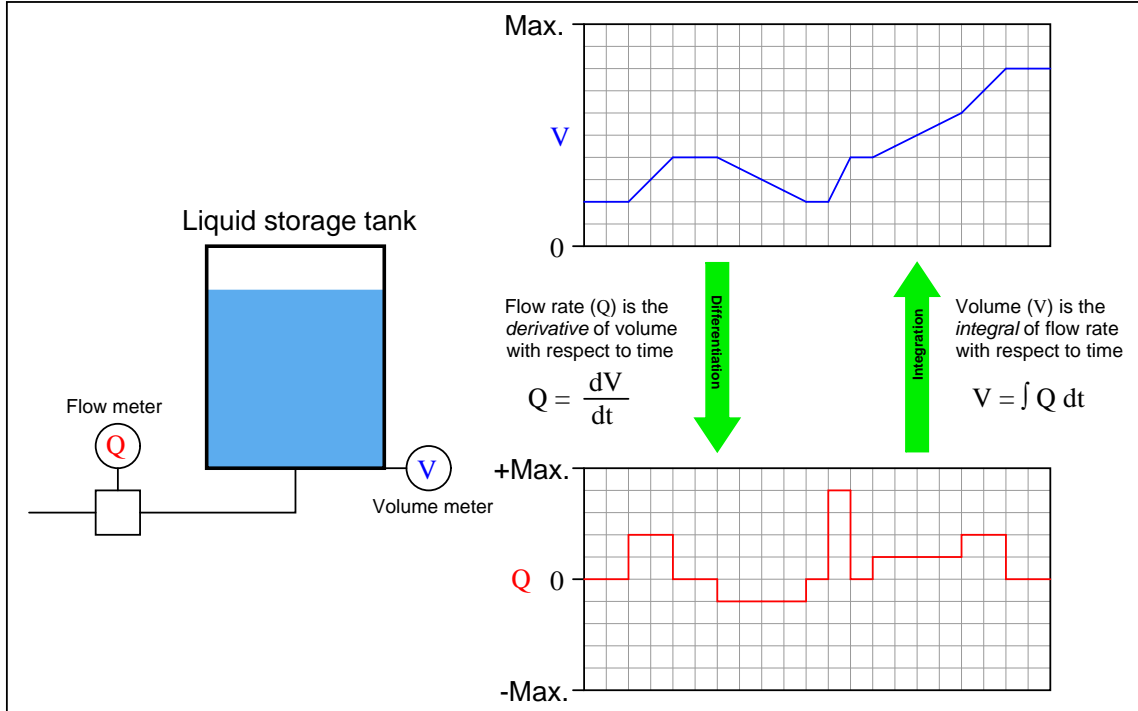 Max.
V
0
Liquid storage tank
Flow meter
Q
V
Volume meter
Flow rate (Q) is the
derivative of volume
with respect to time
Q = dV
dt
Differentiation
Integration
Volume (V) is the
integral of flow rate
with respect to time
V = ∫ Q dt
+Max.
Q 0
-Max.